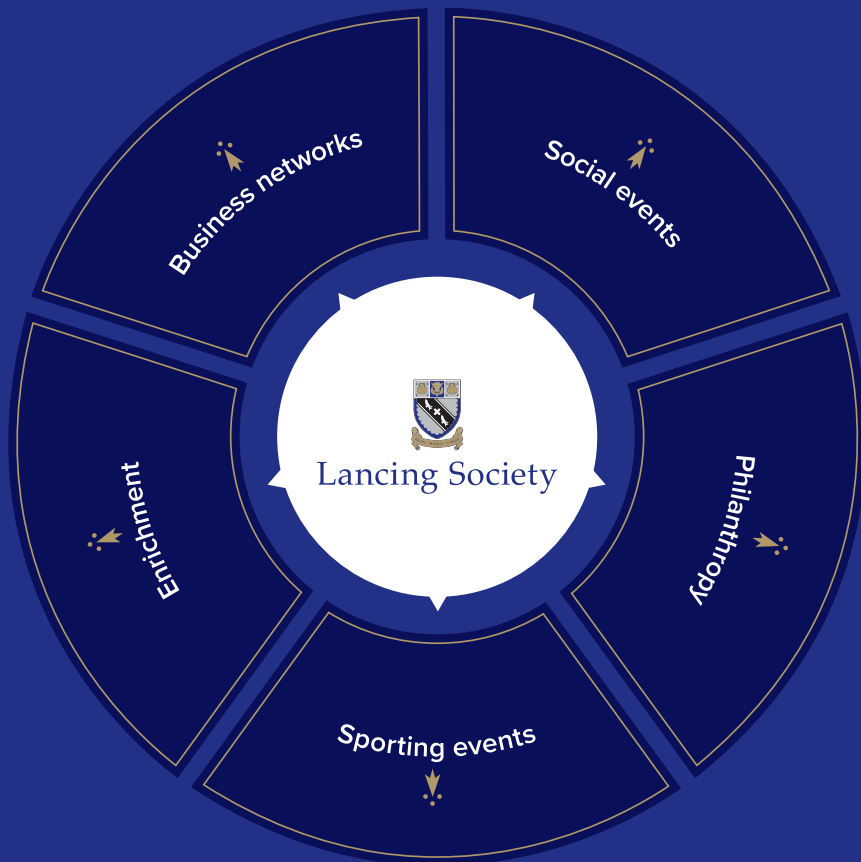 Business networks
Social events
Lancing Society
Enrichment
Philanthropy
Sporting events